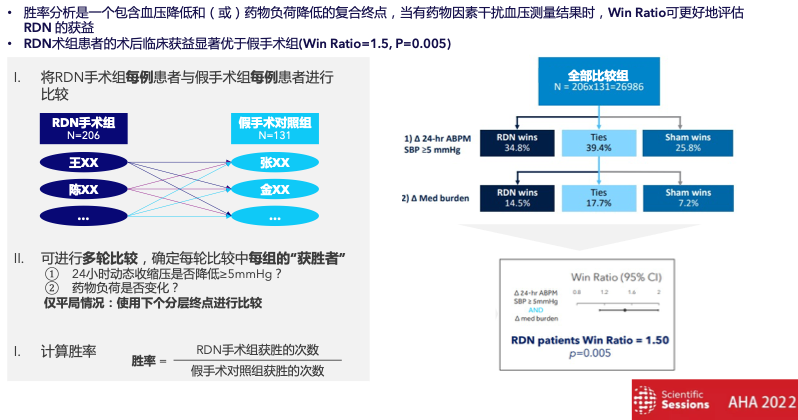 • 胜率分析是一个包含血压降低和（或）药物负荷降低的复合终点，当有药物因素干扰血压测量结果时，Win Ratio可更好地评估
RDN 的获益
• RDN术组患者的术后临床获益显著优于假手术组(Win Ratio=1.5, P=0.005)
I. 将RDN手术组每例患者与假手术组每例患者进行
比较
RDN手术组
N=206
假手术对照组
N=131
王XX
张XX
陈XX
金XX
...
...
II. 可进行多轮比较，确定每轮比较中每组的“获胜者”
① 24小时动态收缩压是否降低≥5mmHg？
② 药物负荷是否变化？
仅平局情况：使用下个分层终点进行比较
I. 计算胜率
胜率 =
RDN手术组获胜的次数
假手术对照组获胜的次数
全部比较组
N = 206x131=26986
1) Δ 24-hr ABPM
SBP ≥5 mmHg
RDN wins
34.8%
Ties
39.4%
Sham wins
25.8%
2) Δ Med burden
RDN wins
14.5%
Ties
17.7%
Sham wins
7.2%
Win Ratio (95% CI)
0.8 1.2 1.6 2
Δ 24-hr ABPM
SBP ≥ 5mmHg
AND
Δ med burden
RDN patients Win Ratio = 1.50
p=0.005
Scientific
Sessions
AHA 2022